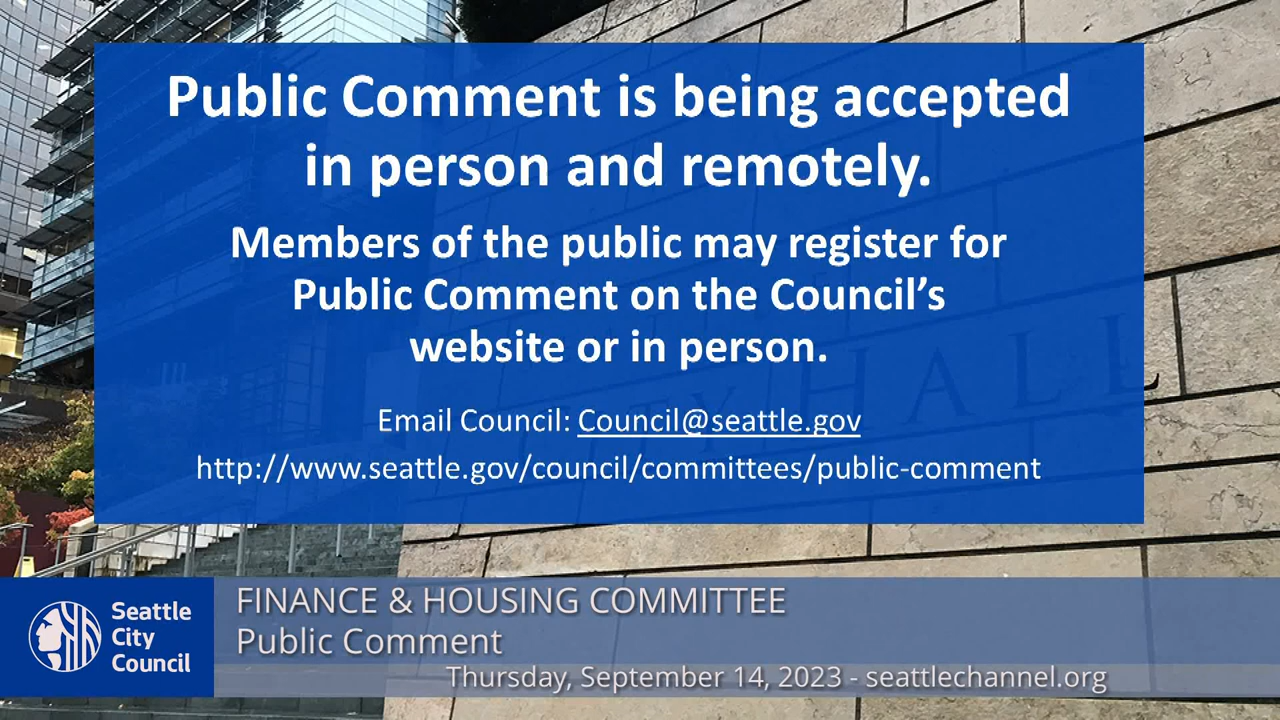 Public Comment is being accepted
in person and remotely.
Members of the public may register for
Public Comment on the Council’s
website or in person.
HALL
Email Council: Council@seattle.gov
http://www.seattle.gov/council/committees/public-comment
Seattle
City
Council
FINANCE & HOUSING COMMITTEE
Public Comment
Thursday, September 14, 2023 - seattlechannel.org